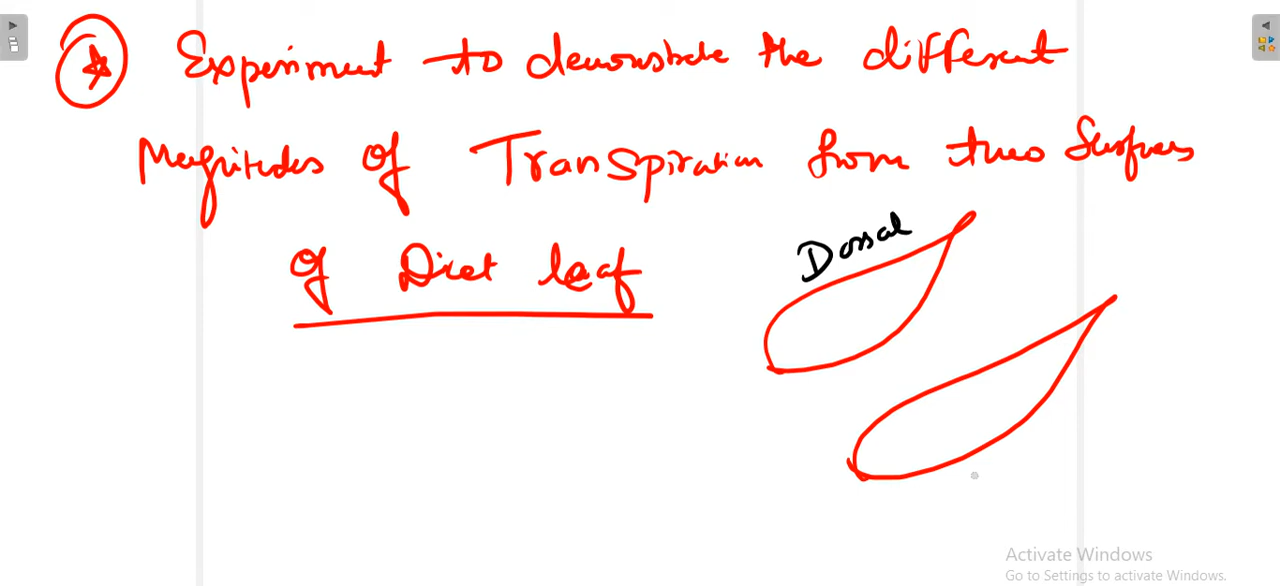 Experiment to demonstrate the different
Magnitudes of Transpiration from two Surfaces
of Dicot leaf
Dorsal
Activate Windows
Go to Settings to activate Windows.